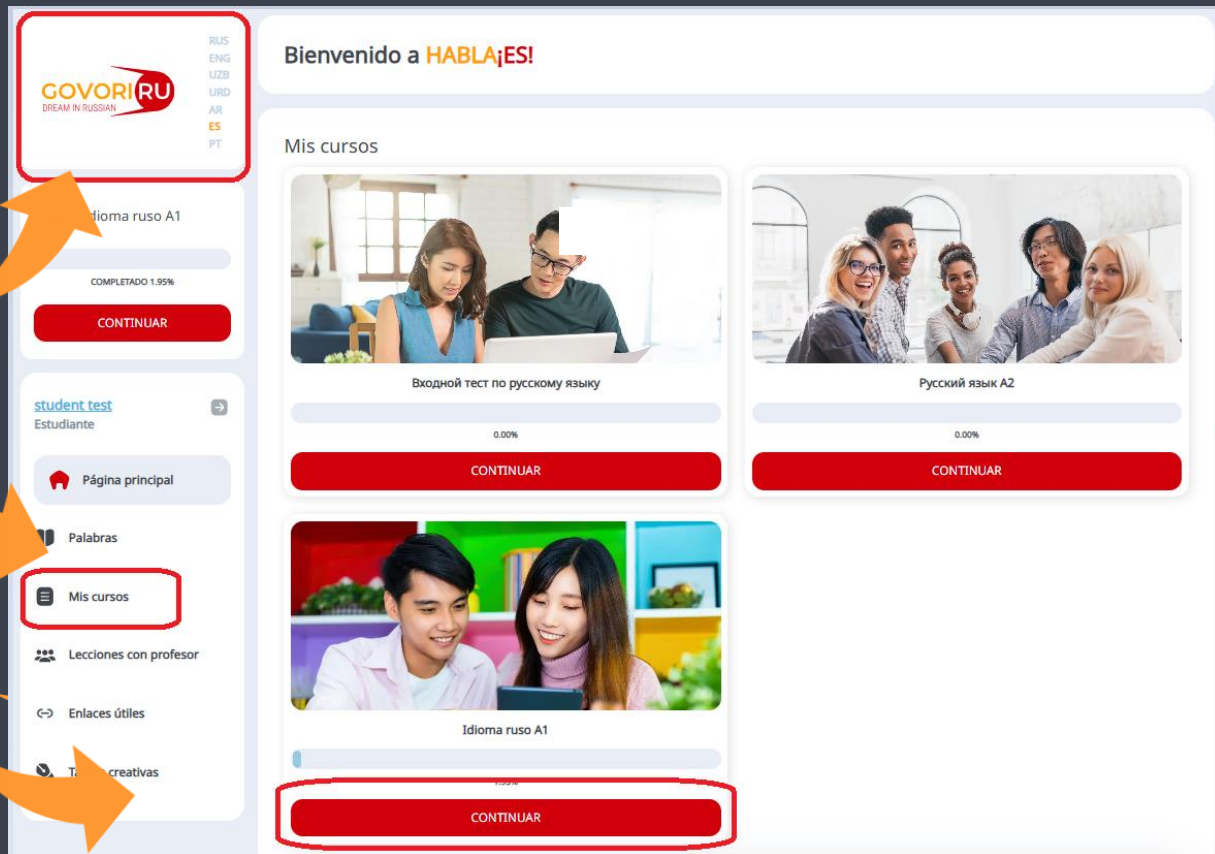 GOVORI RU
DREAM IN RUSSIAN
RUS
ENG
UZB
URD
AR
ES
PT
Bienvenido a HABLA¡ES!
Mis cursos
dioma ruso A1
COMPLETADO 1.95%
CONTINUAR
student test
Estudiante
Página principal
Palabras
Mis cursos
Lecciones con profesor
Enlaces útiles
creativas
Входной тест по русскому языку
0.00%
CONTINUAR
Русский язык А2
0.00%
CONTINUAR
Idioma ruso A1
CONTINUAR